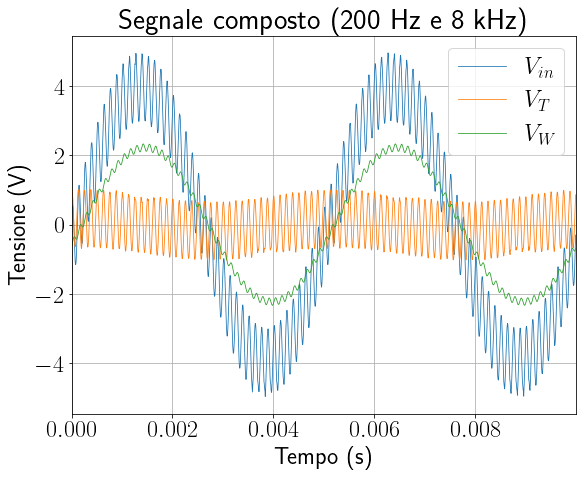 Segnale composto (200 Hz e 8 kHz)
V_in
V_T
V_W
Tensione (V)
4
2
0
−2
−4
0.000 0.002 0.004 0.006 0.008
Tempo (s)